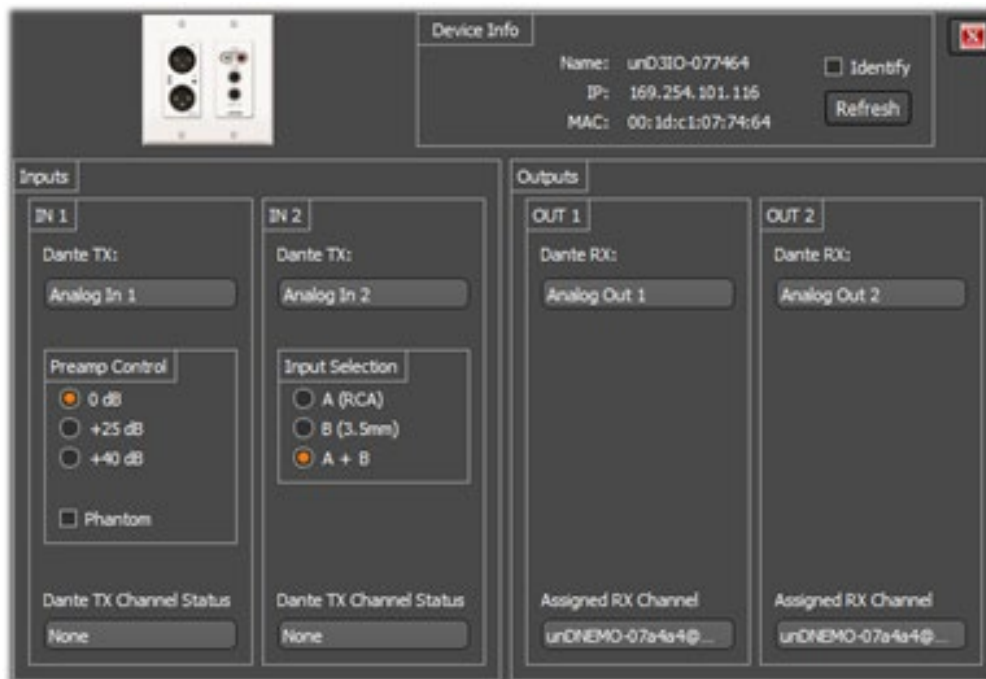 Device Info
Name: unD3IO-077464
IP: 169.254.101.116
MAC: 00:1d:c1:07:74:64
Identify
Refresh
X
Inputs
IN 1
Dante TX:
Analog In 1
Preamp Control
0 dB
+25 dB
+40 dB
Phantom
Dante TX Channel Status
None
IN 2
Dante TX:
Analog In 2
Input Selection
A (RCA)
B (3.5mm)
A + B
Dante TX Channel Status
None
Outputs
OUT 1
Dante RX:
Analog Out 1
Assigned RX Channel
unDNEMO-07a4a4@...
OUT 2
Dante RX:
Analog Out 2
Assigned RX Channel
unDNEMO-07a4a4@...